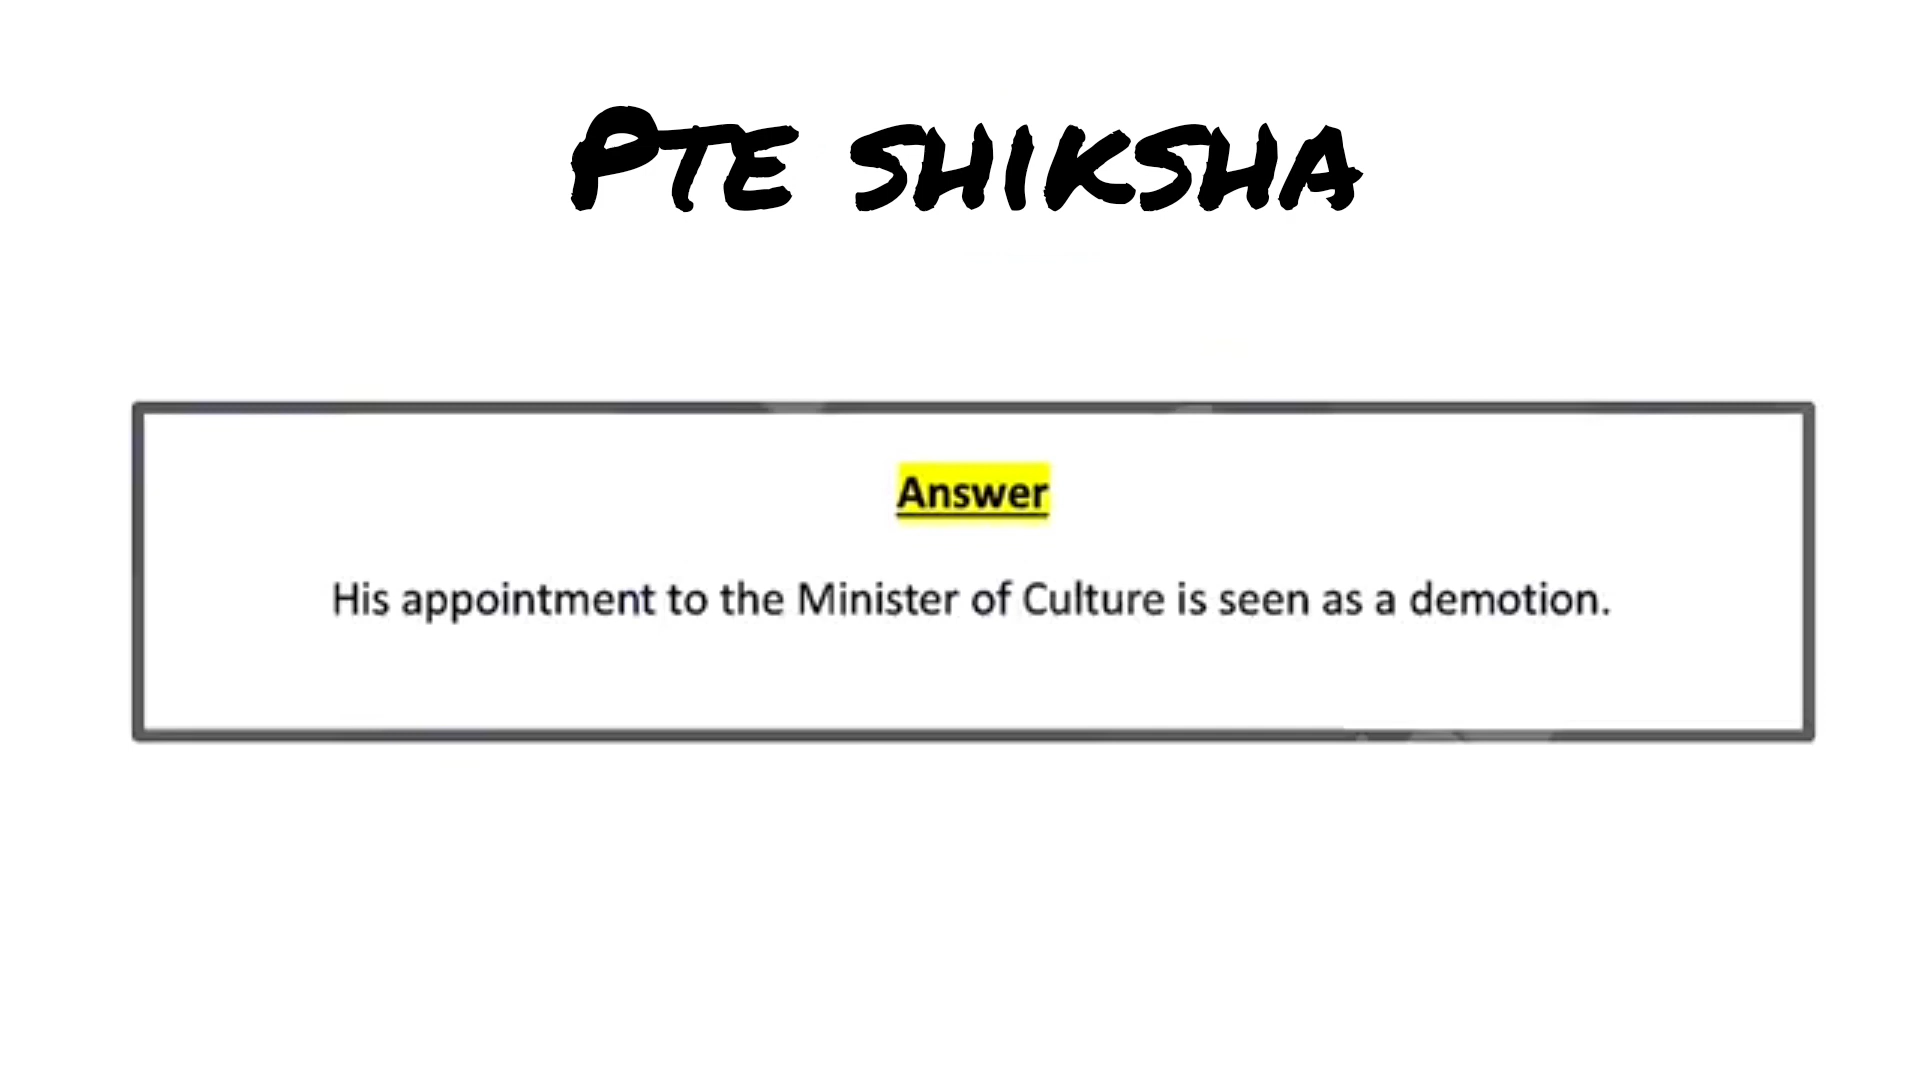 Pte shiksha
Answer
His appointment to the Minister of Culture is seen as a demotion.